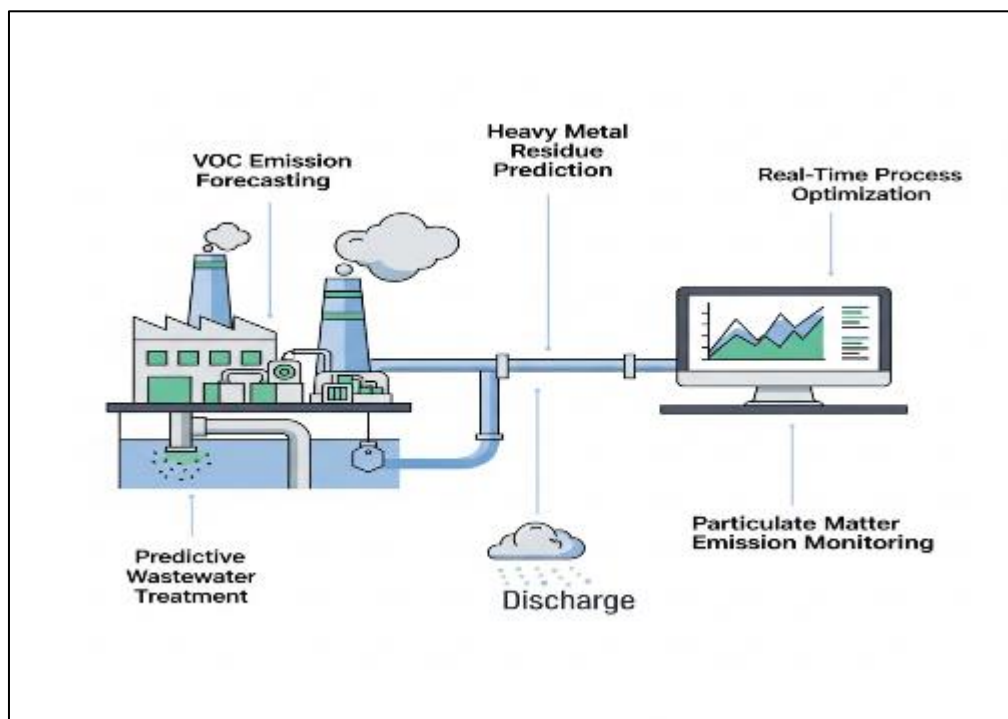 Heavy Metal
Residue
Prediction
VOC Emission
Forecasting
Real-Time Process
Optimization
Particulate Matter
Emission Monitoring
Predictive
Wastewater
Treatment
Discharge